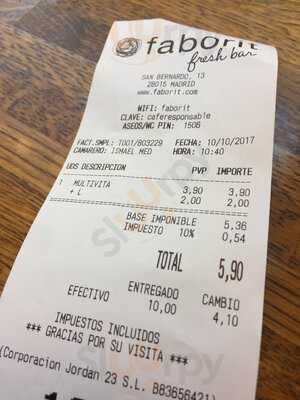 faborit
fresh bar
SAN BERNARDO, 13
28015 MADRID
www.faborit.com
WIFI: faborit
CLAVE: caferesponsable
ASEOS/WC PIN: 1506
FACT.SMPL: T001/803229 FECHA: 10/10/2017
CAMARERO: ISMAEL MED HORA: 10:40
UDS DESCRIPCION PVP IMPORTE
1 MULTIVITA 3,90 3,90
+ L 2,00 2,00
BASE IMPONIBLE 5,36
IMPUESTO 10% 0,54
TOTAL 5,90
ENTREGADO CAMBIO
EFECTIVO 10,00 4,10
IMPUESTOS INCLUIDOS
*** GRACIAS POR SU VISITA ***
(Corporacion Jordan 23 S.L. B83656421)